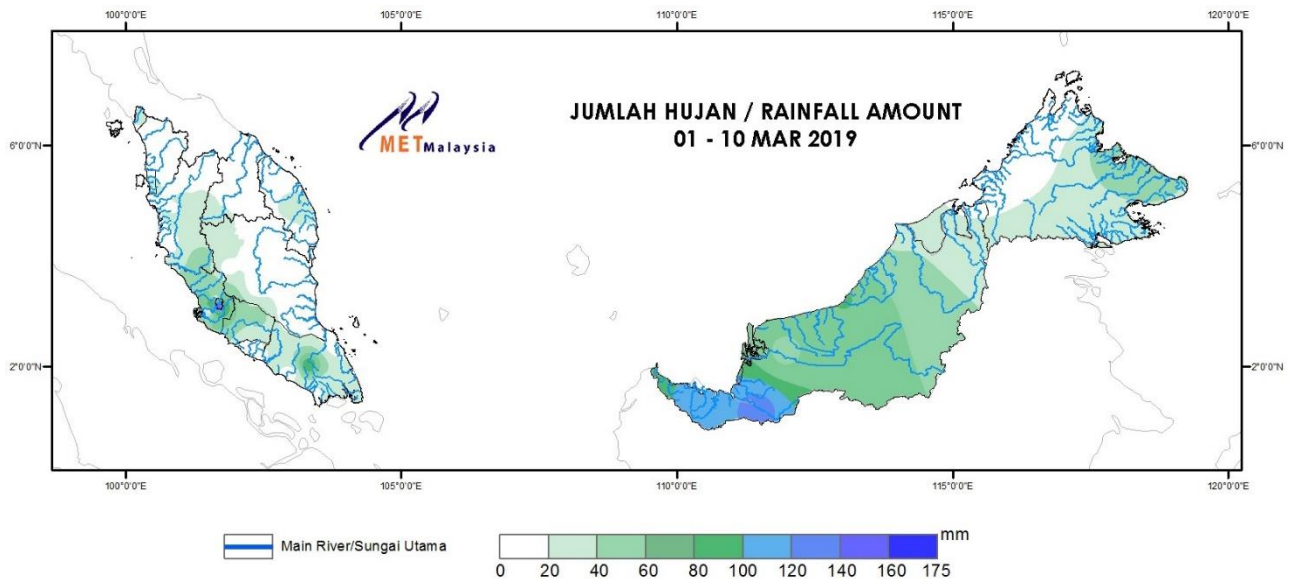 100°0'0"E 105°0'0"E 110°0'0"E 115°0'0"E 120°0'0"E
JUMLAH HUJAN / RAINFALL AMOUNT
01 - 10 MAR 2019
METMalaysia
6°0'0"N 6°0'0"N
2°0'0"N 2°0'0"N
100°0'0"E 105°0'0"E 110°0'0"E 115°0'0"E 120°0'0"E
Main River/Sungai Utama
mm
0 20 40 60 80 100 120 140 160 175